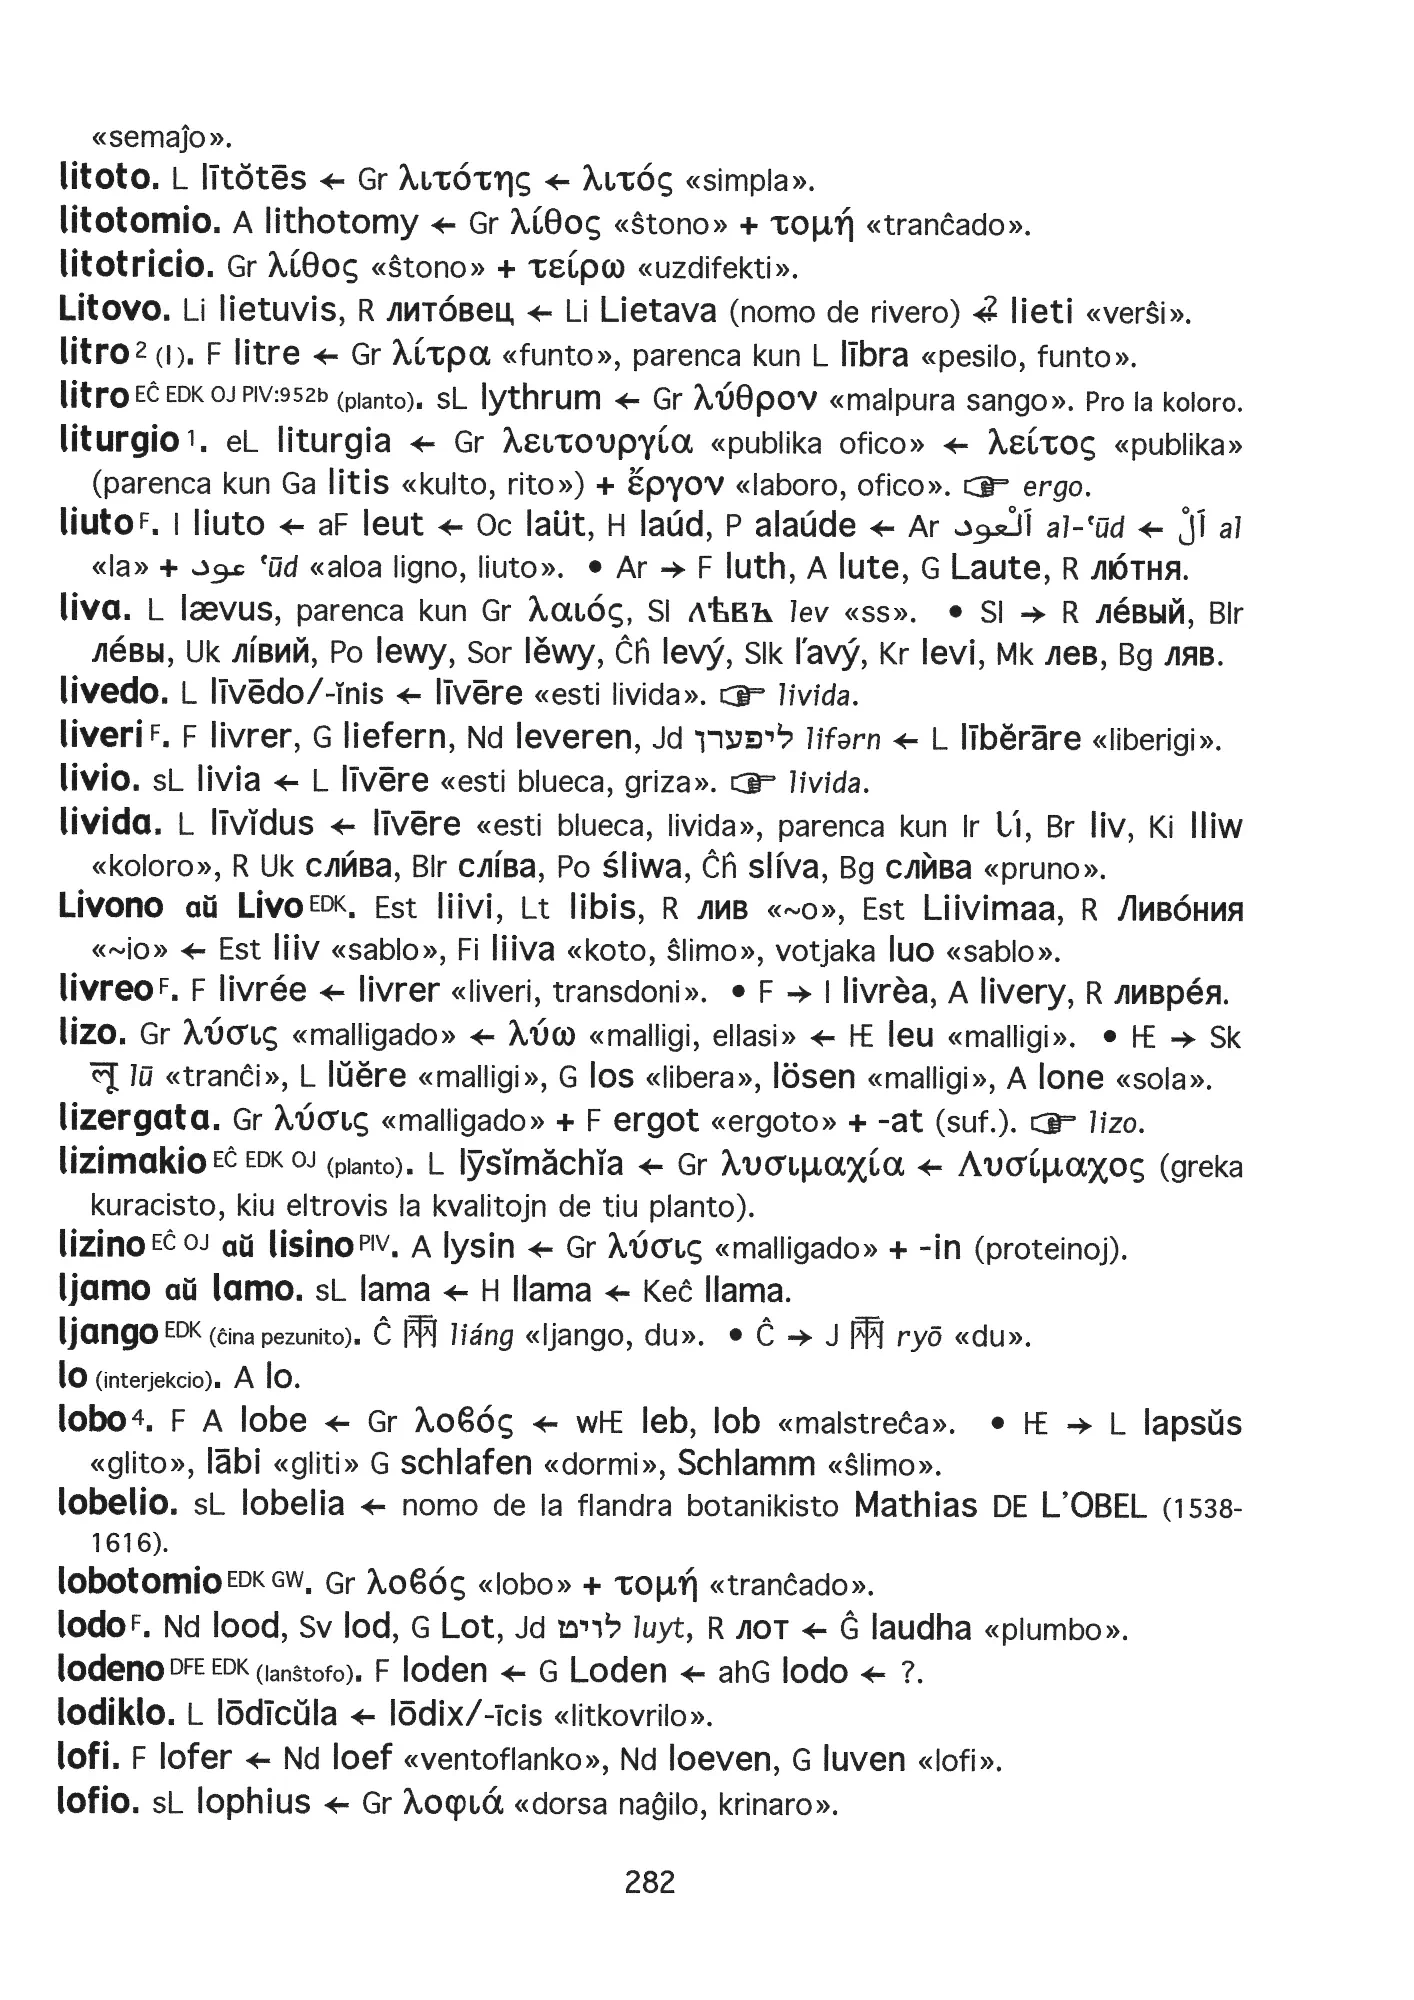 «semaĵo».
litoto. L lītŏtēs ← Gr λιτότης ← λιτός «simpla».
litotomio. A lithotomy ← Gr λίθος «ŝtono» + τομή «tranĉado».
litotricio. Gr λίθος «ŝtono» + τείρω «uzdifekti».
Litovo. Li lietuvis, R литóвец ← Li Lietava (nomo de rivero) ←? lieti «verŝi».
litro 2 (l). F litre ← Gr λίτρα «funto», parenca kun L lībra «pesilo, funto».
litro EĈ EDK OJ PIV:952b (planto). sL lythrum ← Gr λύθρον «malpura sango». Pro la koloro.
liturgio 1. eL liturgia ← Gr λειτουργία «publika ofico» ← λείτος «publika»
(parenca kun Ga litis «kulto, rito») + ἔργον «laboro, ofico». ☞ ergo.
liuto F. I liuto ← aF leut ← Oc laüt, H laúd, P alaúde ← Ar اَلْعود al-‘ūd ← اَلْ al
«la» + عود ‘ūd «aloa ligno, liuto». • Ar → F luth, A lute, G Laute, R лю́тня.
liva. L lævus, parenca kun Gr λαιός, Sl лѣвъ lev «ss». • Sl → R лéвый, Blr
лéвы, Uk лíвий, Po lewy, Sor lěwy, Ĉĥ levý, Slk ľavý, Kr levi, Mk лев, Bg ляв.
livedo. L līvēdo/-ĭnis ← līvēre «esti livida». ☞ livida.
liveri F. F livrer, G liefern, Nd leveren, Jd ליפערן lifərn ← L lībĕrāre «liberigi».
livio. sL livia ← L līvēre «esti blueca, griza». ☞ livida.
livida. L līvĭdus ← līvēre «esti blueca, livida», parenca kun Ir lí, Br liv, Ki lliw
«koloro», R Uk сли́ва, Blr слíва, Po śliwa, Ĉĥ slíva, Bg слѝва «pruno».
Livono aŭ Livo EDK. Est liivi, Lt libis, R лив «~o», Est Liivimaa, R Ливóния
«~io» ← Est liiv «sablo», Fi liiva «koto, ŝlimo», votjaka luo «sablo».
livreo F. F livrée ← livrer «liveri, transdoni». • F → I livrèa, A livery, R ливрéя.
lizo. Gr λύσις «malligado» ← λύω «malligi, ellasi» ← HE leu «malligi». • HE → Sk
लू lū «tranĉi», L lŭĕre «malligi», G los «libera», lösen «malligi», A lone «sola».
lizergata. Gr λύσις «malligado» + F ergot «ergoto» + -at (suf.). ☞ lizo.
lizimakio EĈ EDK OJ (planto). L lȳsĭmăchĭa ← Gr λυσιμαχία ← Λυσίμαχος (greka
kuracisto, kiu eltrovis la kvalitojn de tiu planto).
lizino EĈ OJ aŭ lisino PIV. A lysin ← Gr λύσις «malligado» + -in (proteinoj).
ljamo aŭ lamo. sL lama ← H llama ← Keĉ llama.
ljango EDK (ĉina pezunito). Ĉ 兩 liáng «ljango, du». • Ĉ → J 兩 ryō «du».
lo (interjekcio). A lo.
lobo 4. F A lobe ← Gr λοϐός ← wHE leb, lob «malstreĉa». • HE → L lapsŭs
«glito», lābi «gliti» G schlafen «dormi», Schlamm «ŝlimo».
lobelio. sL lobelia ← nomo de la flandra botanikisto Mathias DE L’OBEL (1538-
1616).
lobotomio EDK GW. Gr λοϐός «lobo» + τομή «tranĉado».
lodo F. Nd lood, Sv lod, G Lot, Jd לויט luyt, R лот ← Ĝ laudha «plumbo».
lodeno DFE EDK (lanŝtofo). F loden ← G Loden ← ahG lodo ← ?.
lodiklo. L lōdīcŭla ← lōdix/-īcis «litkovrilo».
lofi. F lofer ← Nd loef «ventoflanko», Nd loeven, G luven «lofi».
lofio. sL lophius ← Gr λοφιά «dorsa naĝilo, krinaro».
282